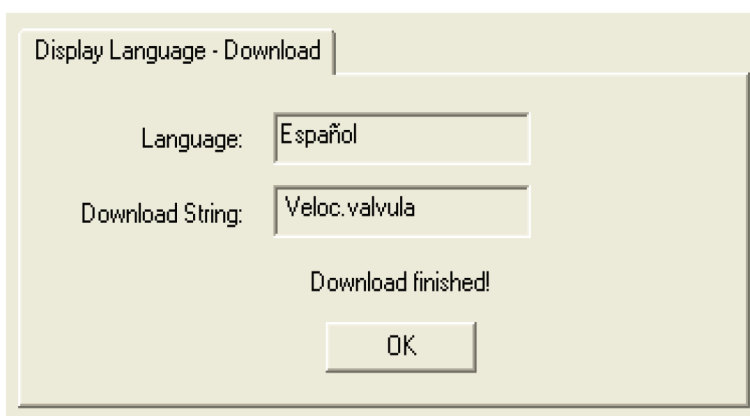 Display Language - Download
Language: Español
Download String: Veloc.valvula
Download finished!
OK